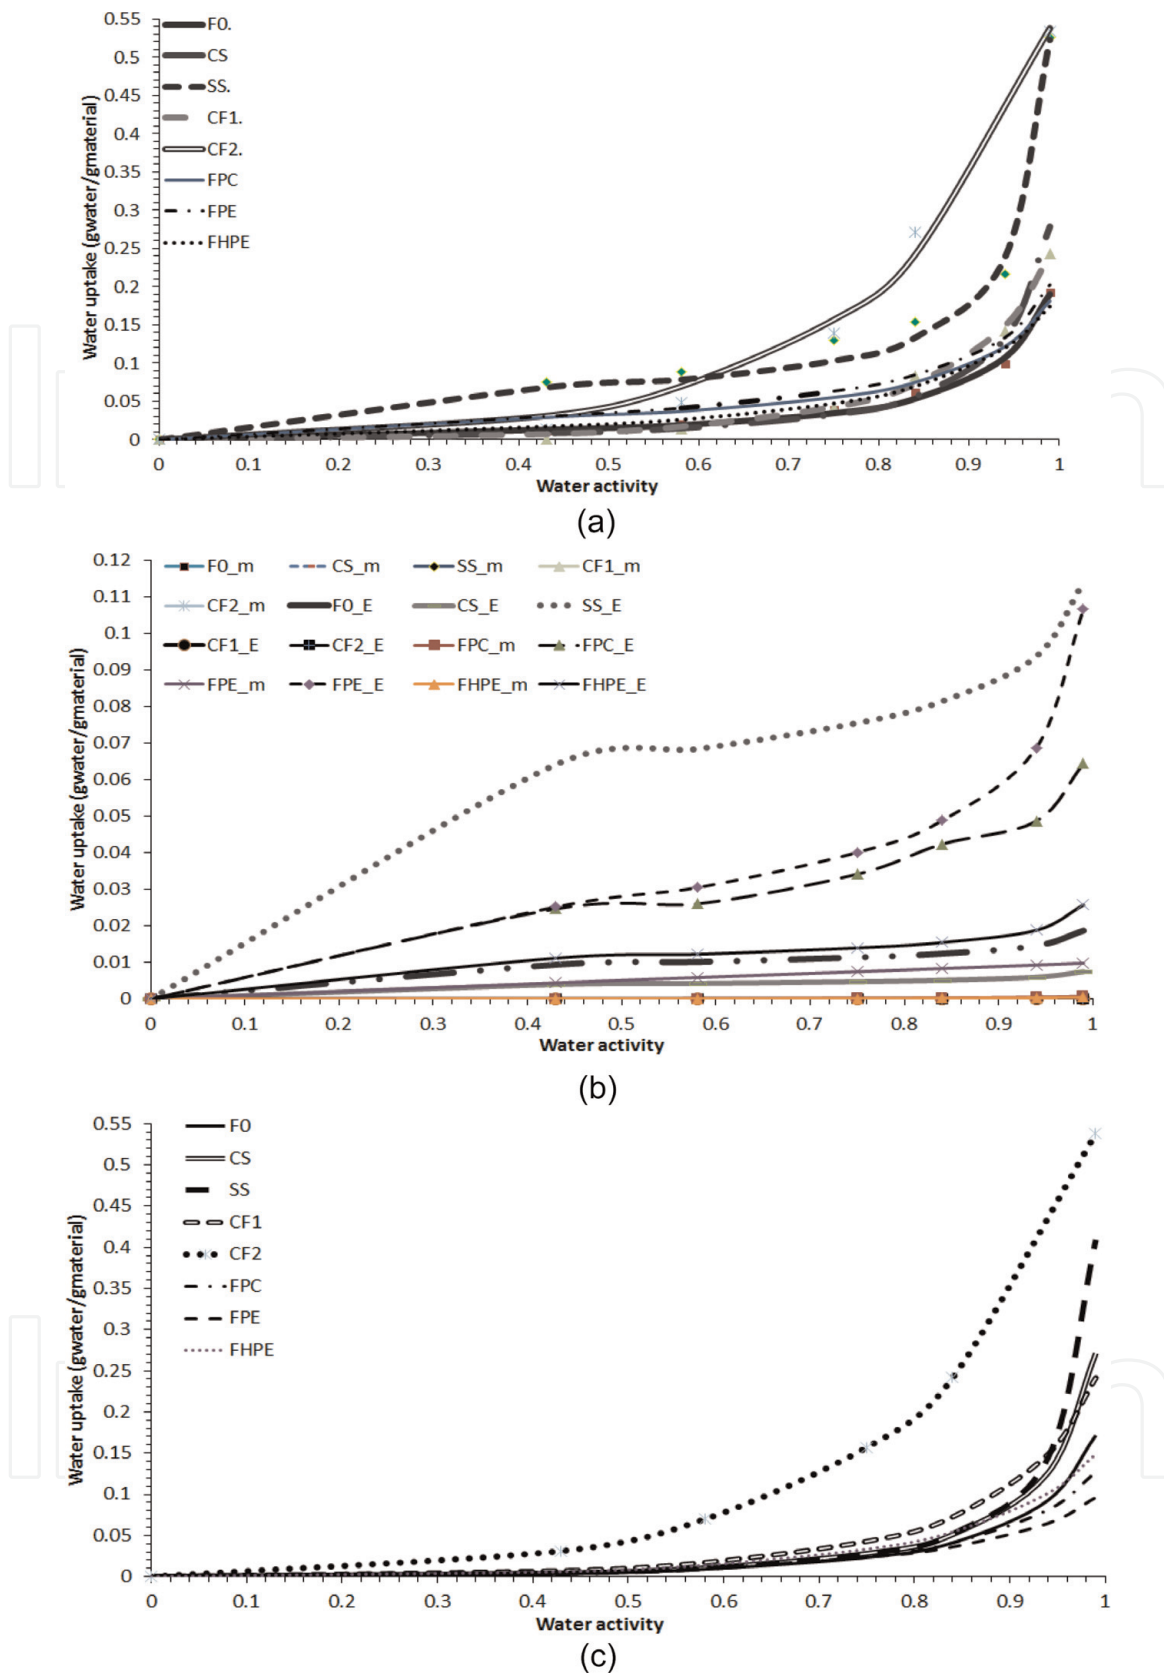 0.55
0.5
0.45
0.4
0.35
0.3
0.25
0.2
0.15
0.1
0.05
0
Water uptake (gwater/gmaterial)
F0.
CS
SS.
CF1.
CF2.
FPC
FPE
FHPE
0 0.1 0.2 0.3 0.4 0.5 0.6 0.7 0.8 0.9 1
Water activity
(a)
0.12
0.11
0.1
0.09
0.08
0.07
0.06
0.05
0.04
0.03
0.02
0.01
0
Water uptake (gwater/gmaterial)
F0_m CS_m SS_m CF1_m
CF2_m F0_E CS_E SS_E
CF1_E CF2_E FPC_m FPC_E
FPE_m FPE_E FHPE_m FHPE_E
0 0.1 0.2 0.3 0.4 0.5 0.6 0.7 0.8 0.9 1
Water activity
(b)
0.55
0.5
0.45
0.4
0.35
0.3
0.25
0.2
0.15
0.1
0.05
0
Water uptake (gwater/gmaterial)
F0
CS
SS
CF1
CF2
FPC
FPE
FHPE
0 0.1 0.2 0.3 0.4 0.5 0.6 0.7 0.8 0.9 1
Water activity
(c)